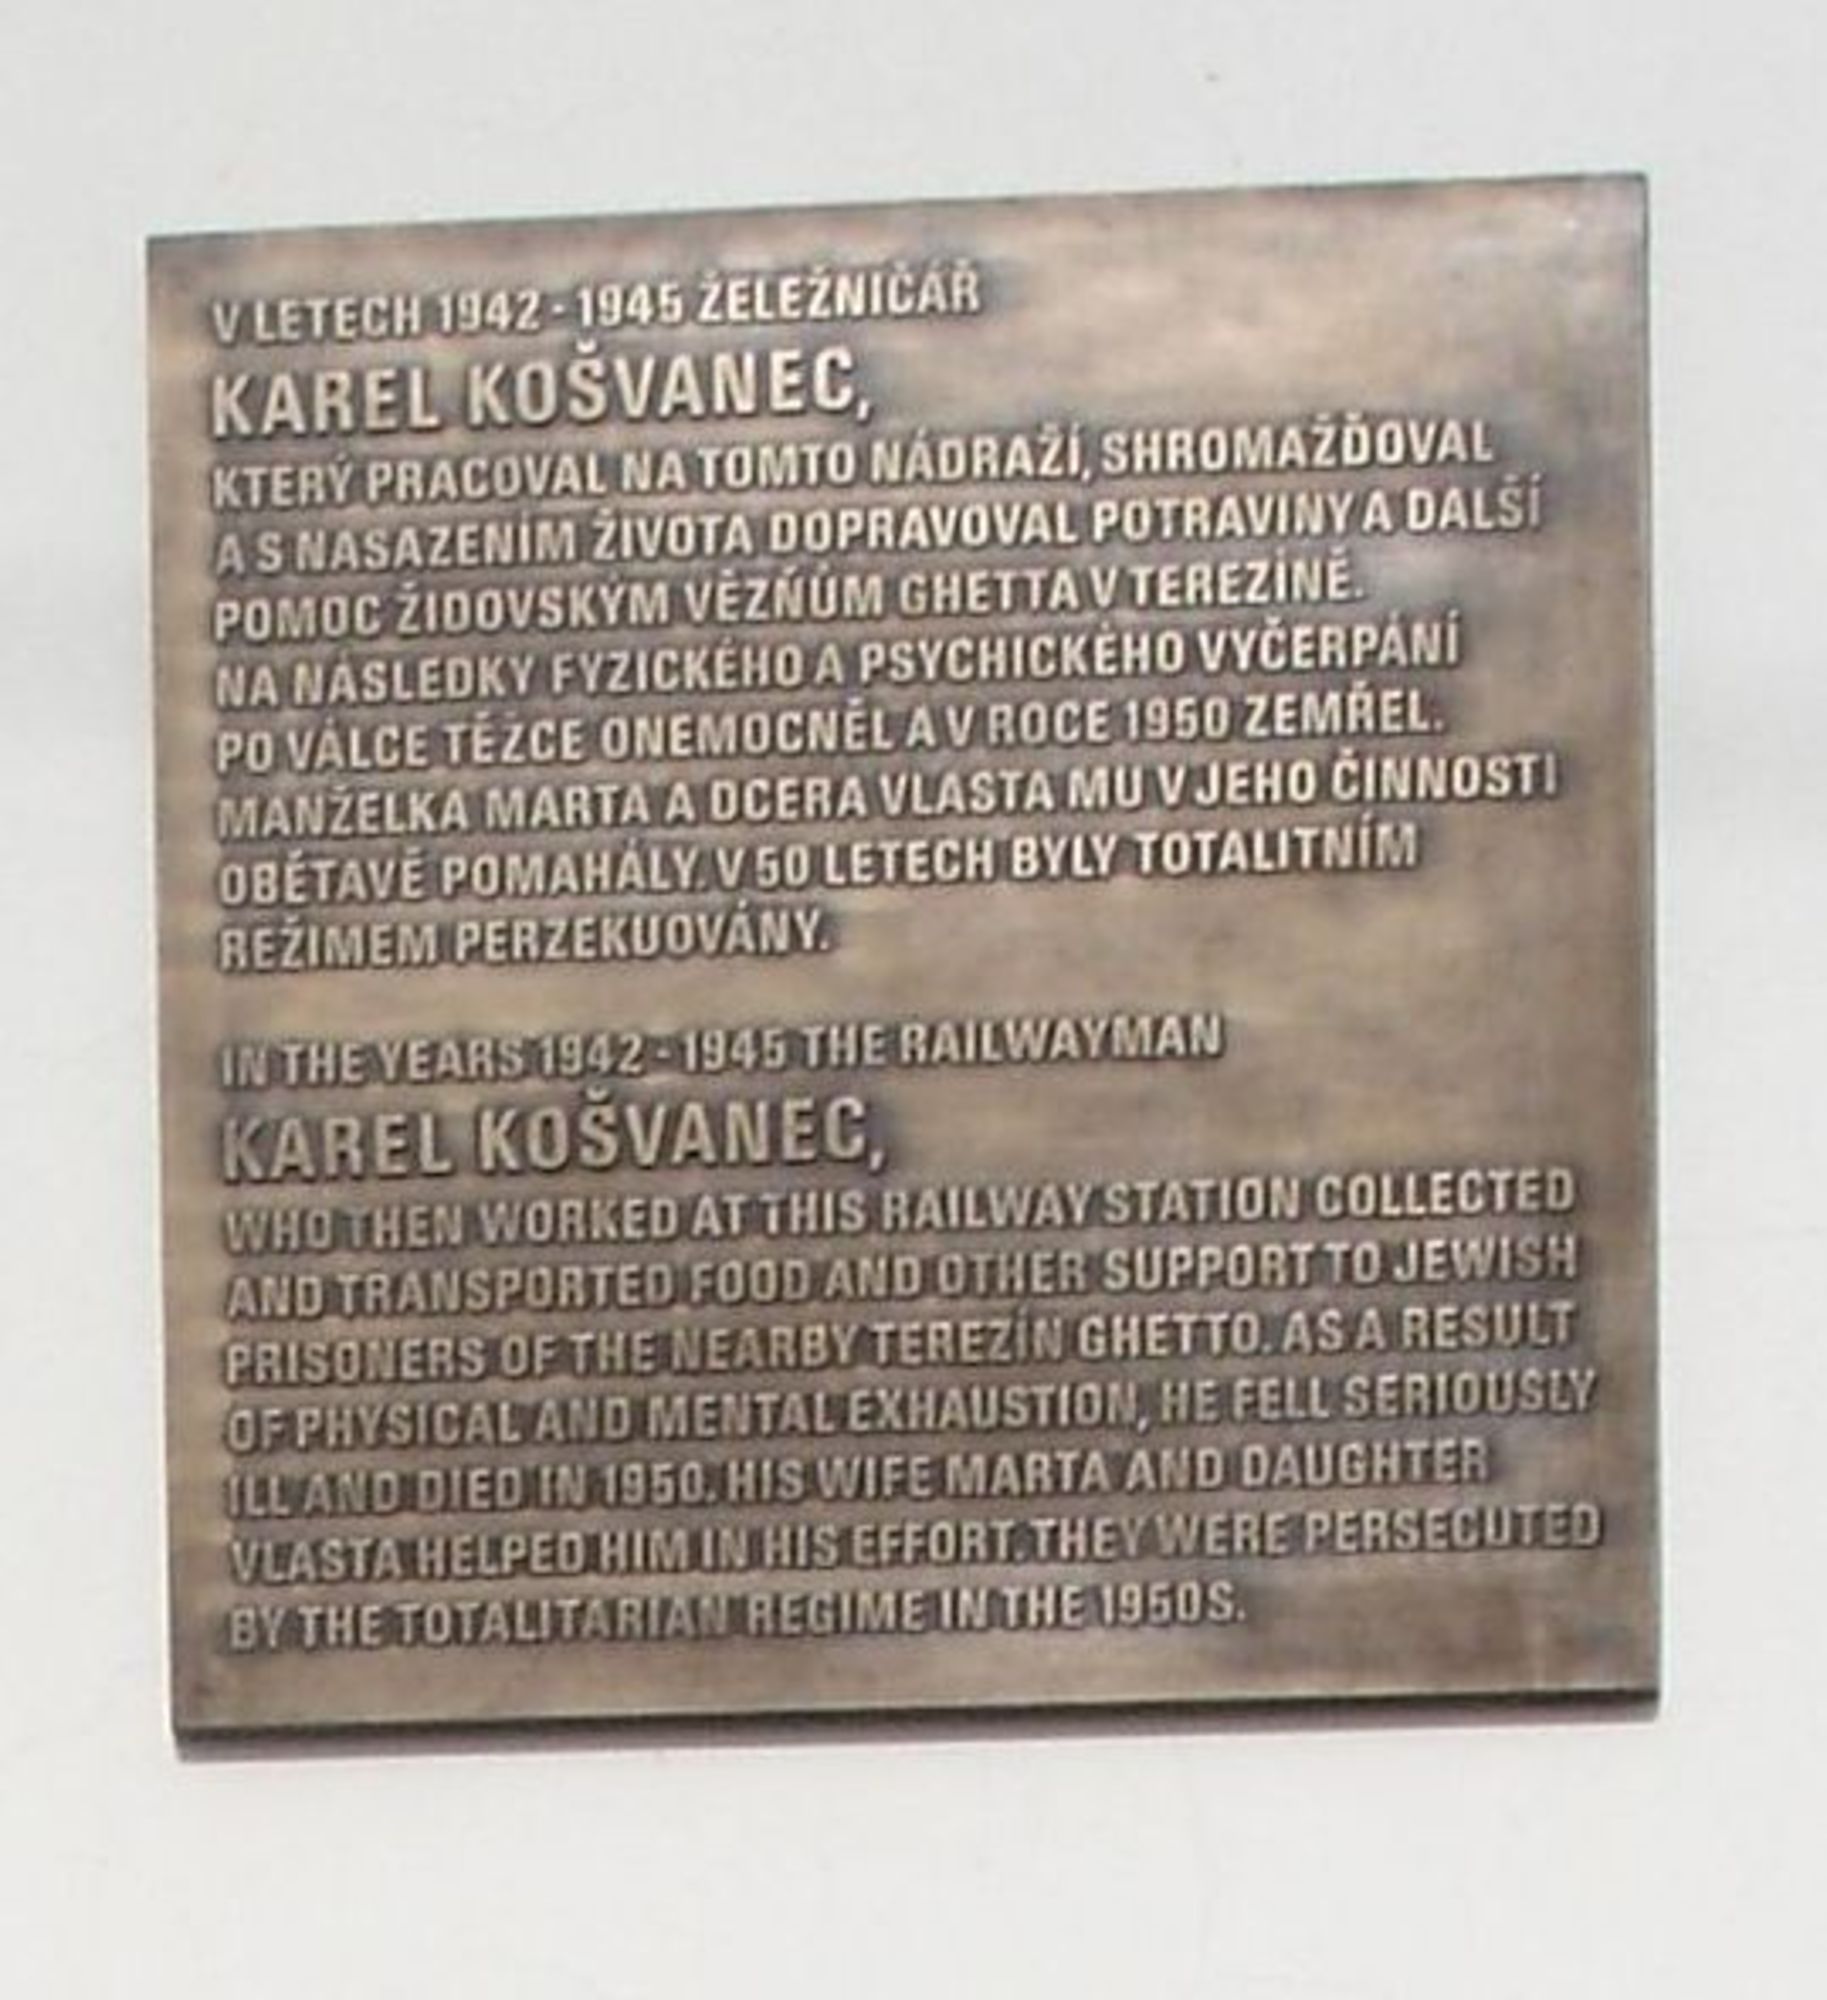 V LETECH 1942 - 1945 ŽELEŽNIČÁŘ
KAREL KOŠVANEC,
KTERÝ PRACOVAL NA TOMTO NÁDRAŽÍ, SHROMAŽĎOVAL
A S NASAZENÍM ŽIVOTA DOPRAVOVAL POTRAVINY A DALŠÍ
POMOC ŽIDOVSKÝM VĚZŇŮM GHETTA V TEREZÍNĚ.
NA NÁSLEDKY FYZICKÉHO A PSYCHICKÉHO VYČERPÁNÍ
PO VÁLCE TĚŽCE ONEMOCNĚL A V ROCE 1950 ZEMŘEL.
MANŽELKA MARTA A DCERA VLASTA MU V JEHO ČINNOSTI
OBĚTAVĚ POMAHÁLY. V 50 LETECH BYLY TOTALITNÍM
REŽIMEM PERZEKUOVÁNY.
IN THE YEARS 1942 - 1945 THE RAILWAYMAN
KAREL KOŠVANEC,
WHO THEN WORKED AT THIS RAILWAY STATION COLLECTED
AND TRANSPORTED FOOD AND OTHER SUPPORT TO JEWISH
PRISONERS OF THE NEARBY TEREZÍN GHETTO. AS A RESULT
OF PHYSICAL AND MENTAL EXHAUSTION, HE FELL SERIOUSLY
ILL AND DIED IN 1950. HIS WIFE MARTA AND DAUGHTER
VLASTA HELPED HIM IN HIS EFFORT. THEY WERE PERSECUTED
BY THE TOTALITARIAN REGIME IN THE 1950S.